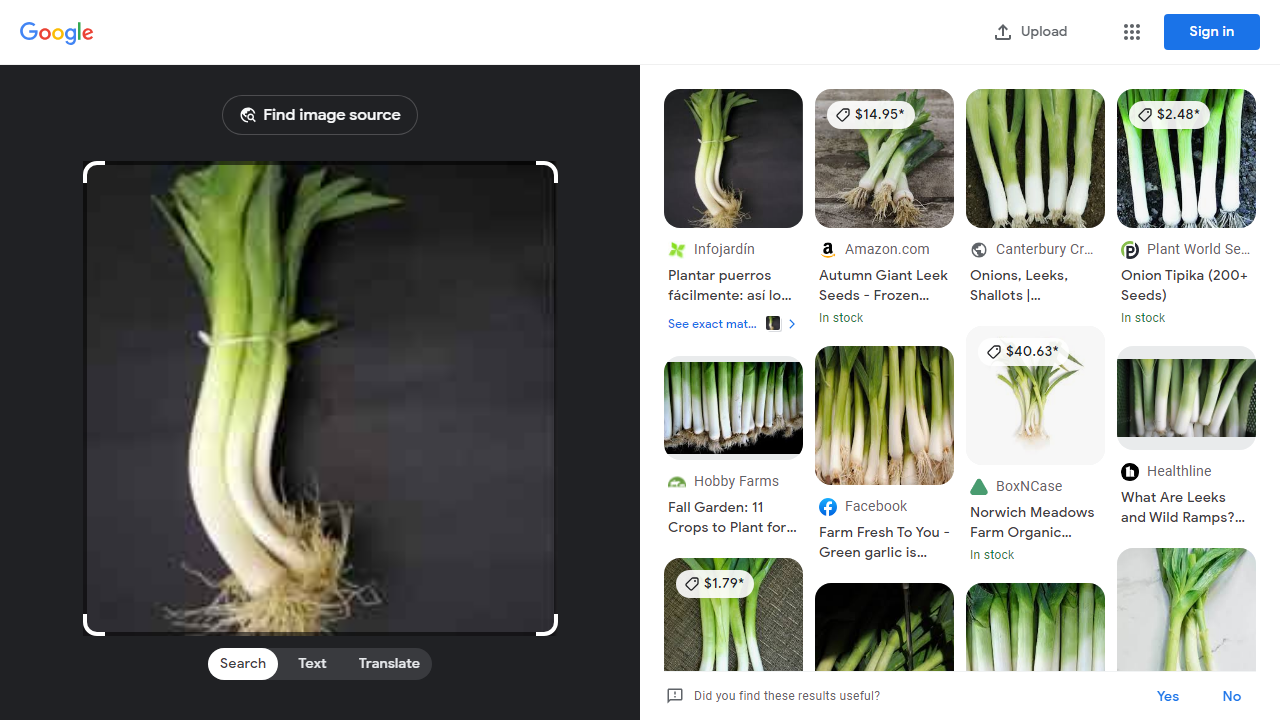 Google
Upload
Sign in
Find image source
Search
Text
Translate
Infojardín
Plantar puerros
fácilmente: así lo...
See exact mat...
$14.95*
Amazon.com
Autumn Giant Leek
Seeds - Frozen...
In stock
Canterbury Cr...
Onions, Leeks,
Shallots |...
$2.48*
Plant World Se...
Onion Tipika (200+
Seeds)
In stock
Hobby Farms
Fall Garden: 11
Crops to Plant for...
Facebook
Farm Fresh To You -
Green garlic is...
$40.63*
BoxNCase
Norwich Meadows
Farm Organic...
In stock
Healthline
What Are Leeks
and Wild Ramps?...
$1.79*
Did you find these results useful?
Yes
No